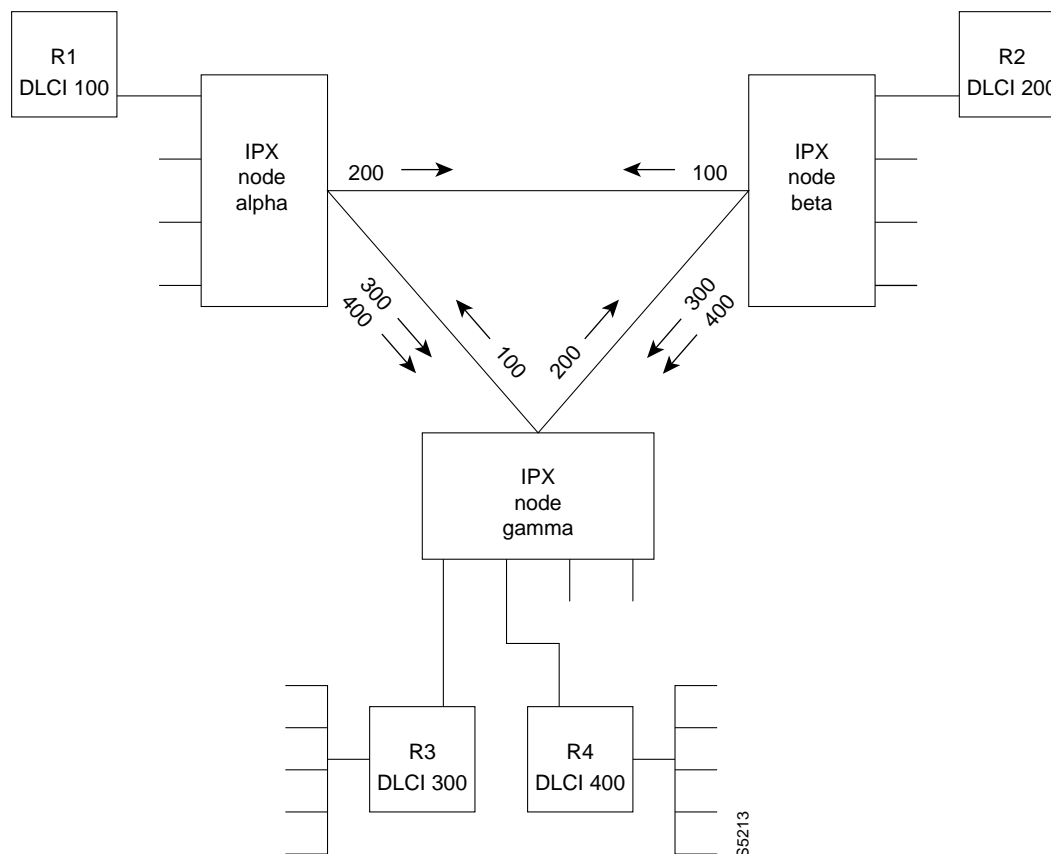 R1
DLCI 100
R2
DLCI 200
IPX
node
alpha
IPX
node
beta
200
100
300
400
100
200
300
400
IPX
node
gamma
R3
DLCI 300
R4
DLCI 400
S5213